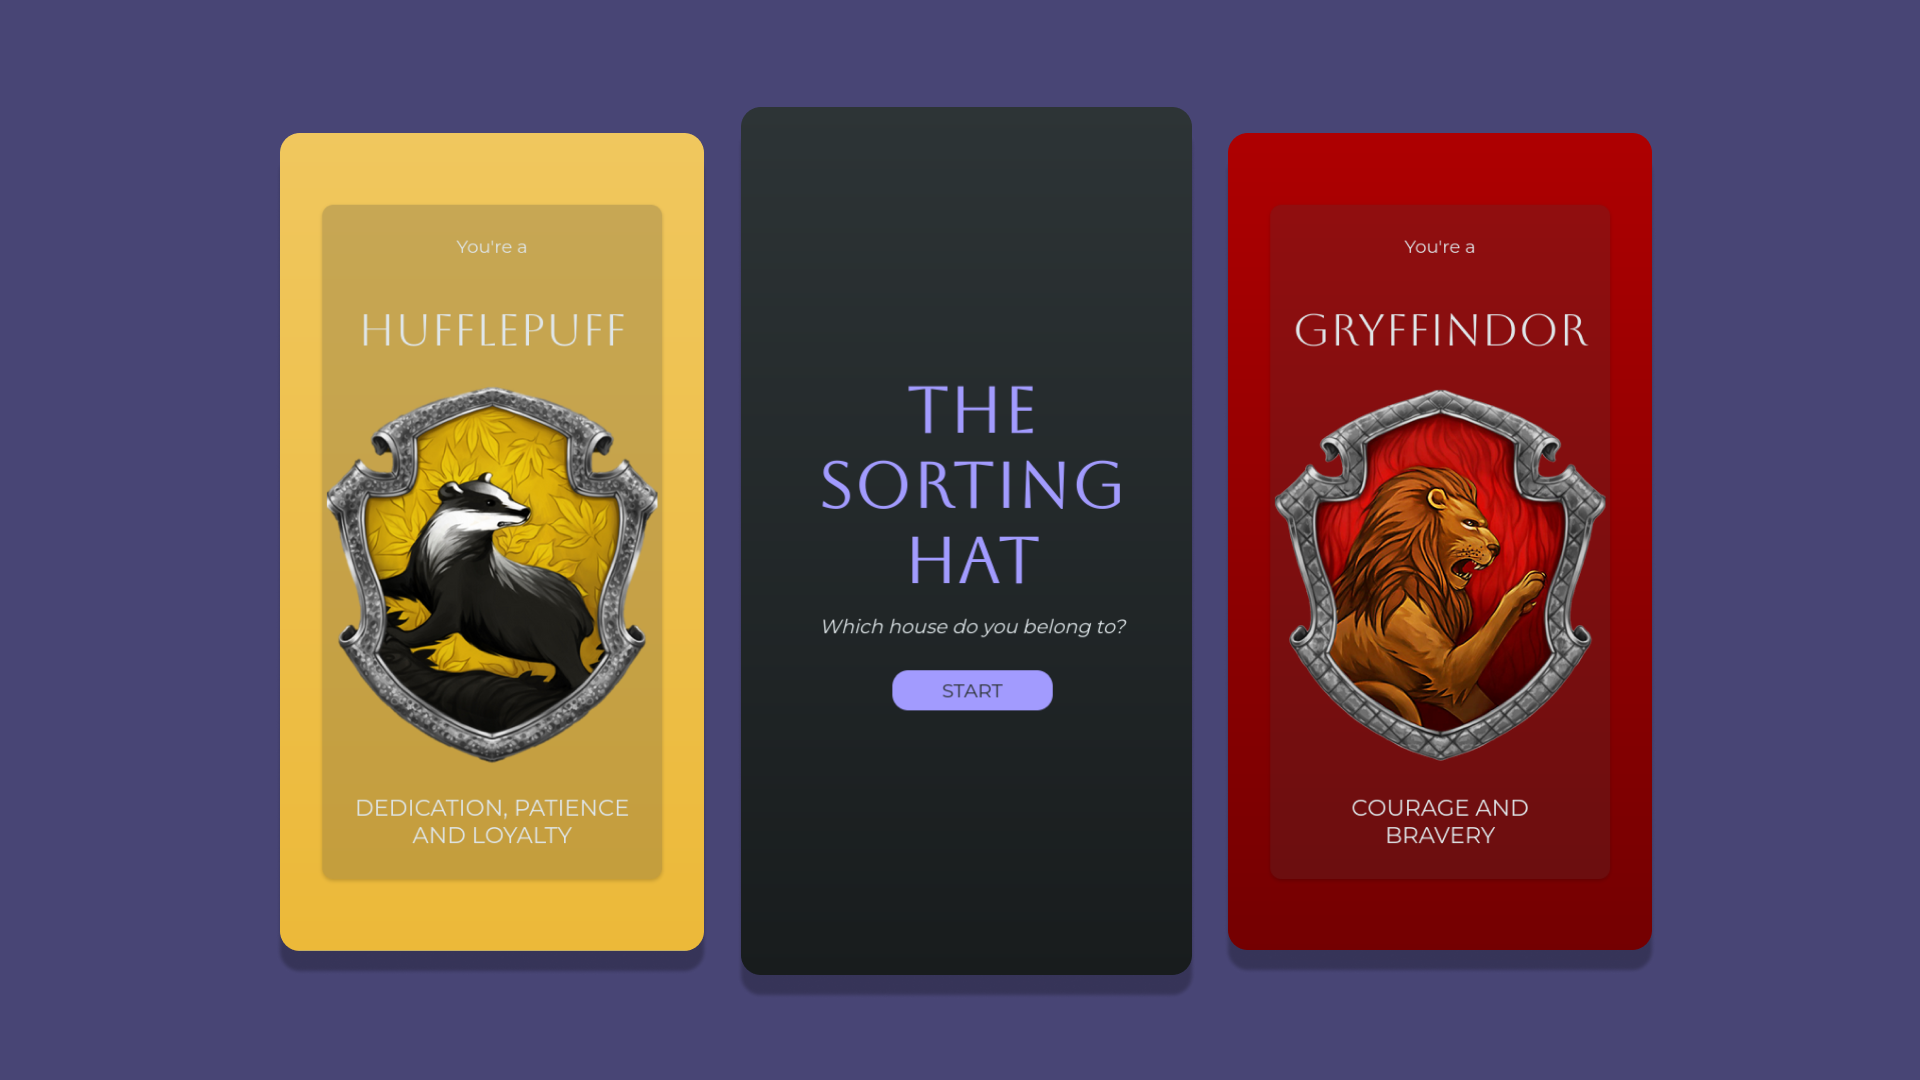 You're a
HUFFLEPUFF
DEDICATION, PATIENCE
AND LOYALTY
THE
SORTING
HAT
Which house do you belong to?
START
You're a
GRYFFINDOR
COURAGE AND
BRAVERY